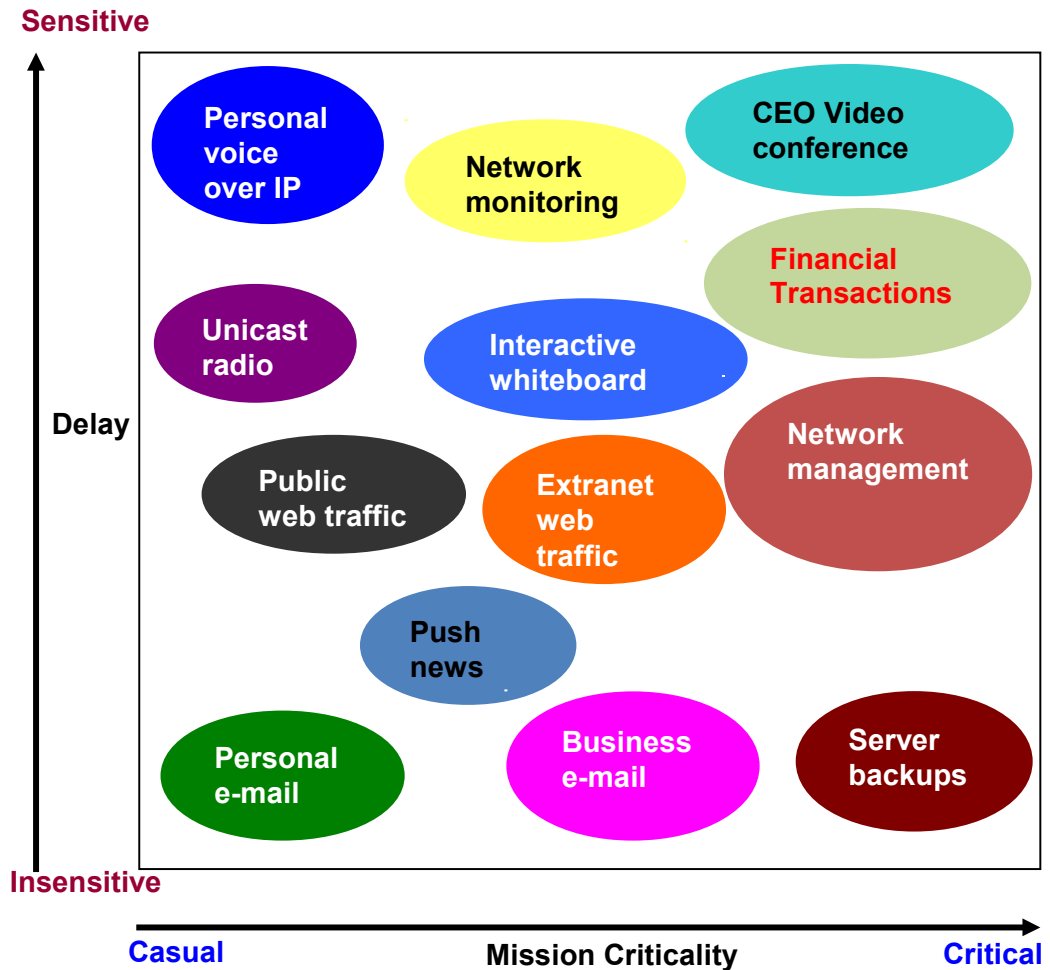 Sensitive
Personal
voice
over IP
Network
monitoring
CEO Video
conference
Financial
Transactions
Unicast
radio
Interactive
whiteboard
Delay
Network
management
Public
web traffic
Extranet
web
traffic
Push
news
Personal
e-mail
Business
e-mail
Server
backups
Insensitive
Casual
Mission Criticality
Critical